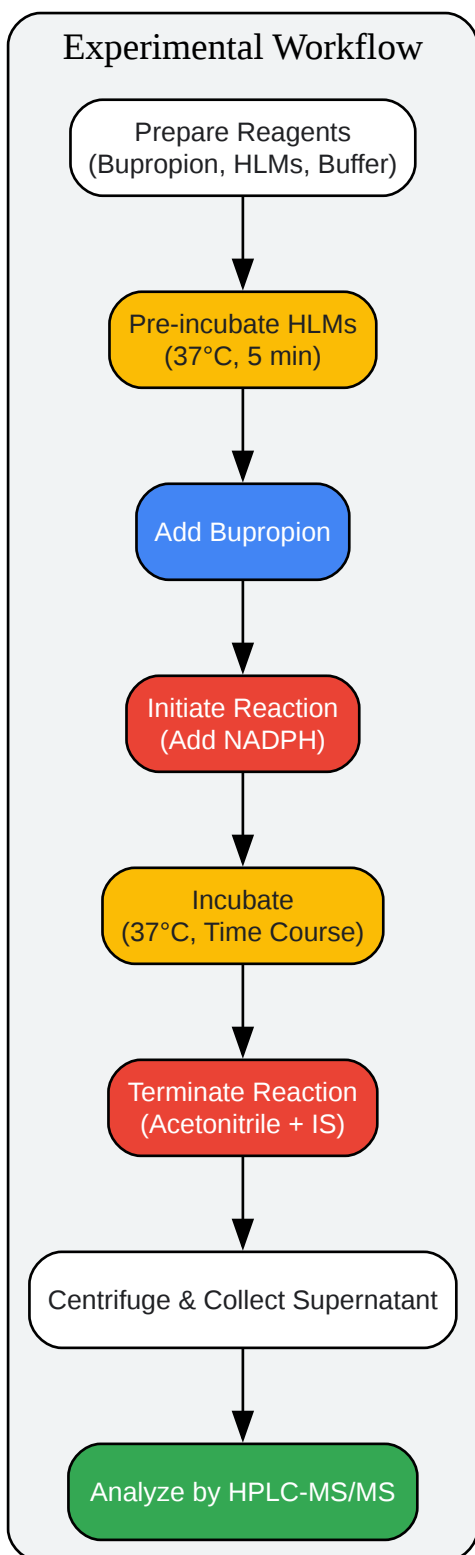 Experimental Workflow
Prepare Reagents
(Bupropion, HLMs, Buffer)
Pre-incubate HLMs
(37°C, 5 min)
Add Bupropion
Initiate Reaction
(Add NADPH)
Incubate
(37°C, Time Course)
Terminate Reaction
(Acetonitrile + IS)
Centrifuge & Collect Supernatant
Analyze by HPLC-MS/MS